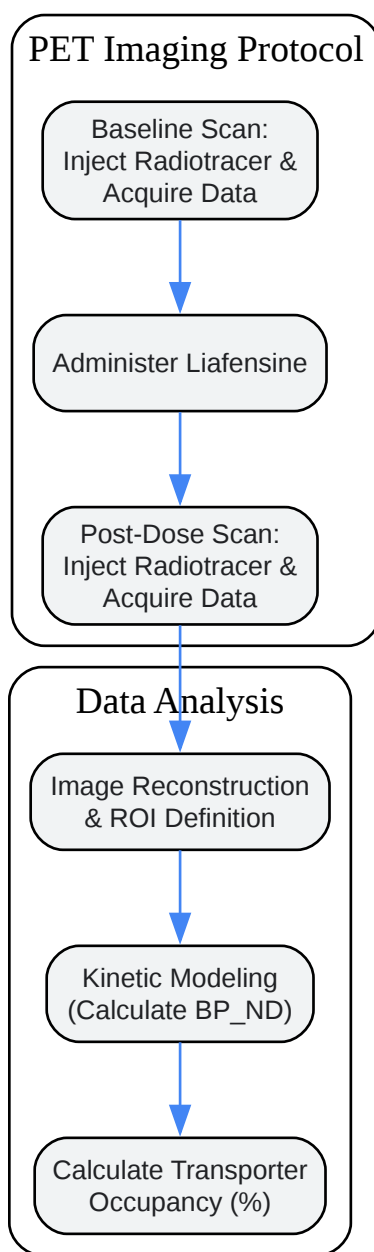 PET Imaging Protocol
Baseline Scan:
Inject Radiotracer &
Acquire Data
Administer Liafensine
Post-Dose Scan:
Inject Radiotracer &
Acquire Data
Data Analysis
Image Reconstruction
& ROI Definition
Kinetic Modeling
(Calculate BP_ND)
Calculate Transporter
Occupancy (%)